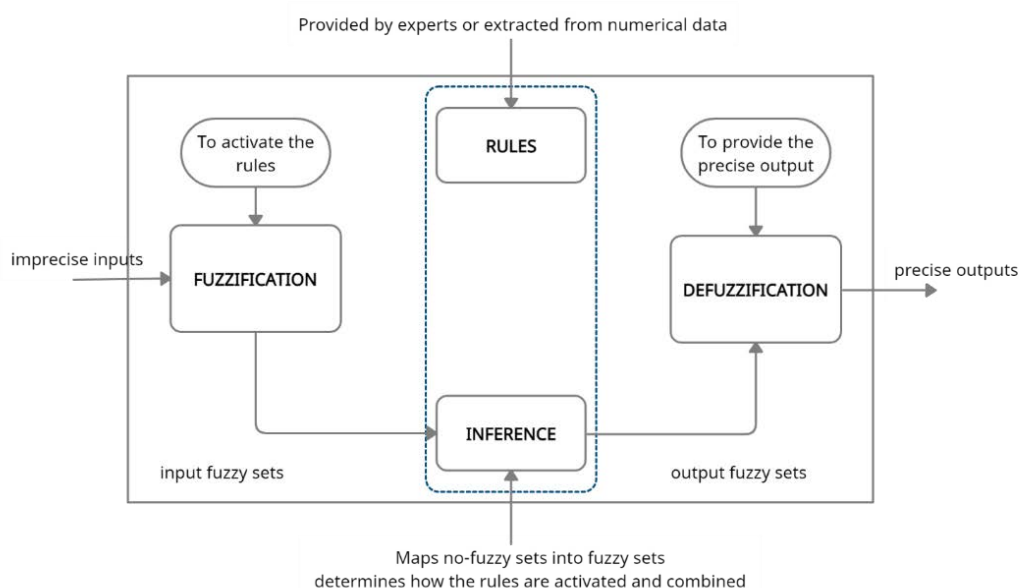 Provided by experts or extracted from numerical data
To activate the
rules
RULES
To provide the
precise output
imprecise inputs
FUZZIFICATION
DEFUZZIFICATION
precise outputs
INFERENCE
input fuzzy sets
output fuzzy sets
Maps no-fuzzy sets into fuzzy sets
determines how the rules are activated and combined